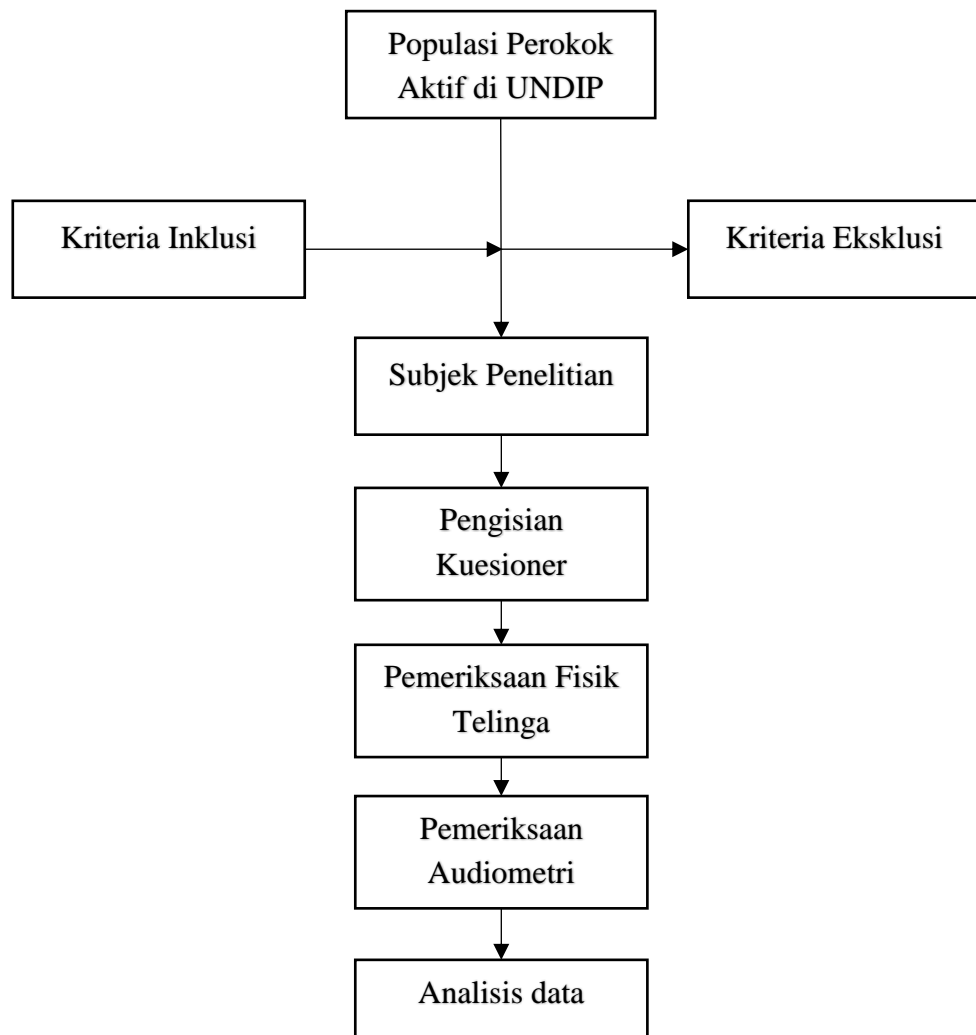 Populasi Perokok
Aktif di UNDIP
Kriteria Inklusi
Kriteria Eksklusi
Subjek Penelitian
Pengisian
Kuesioner
Pemeriksaan Fisik
Telinga
Pemeriksaan
Audiometri
Analisis data